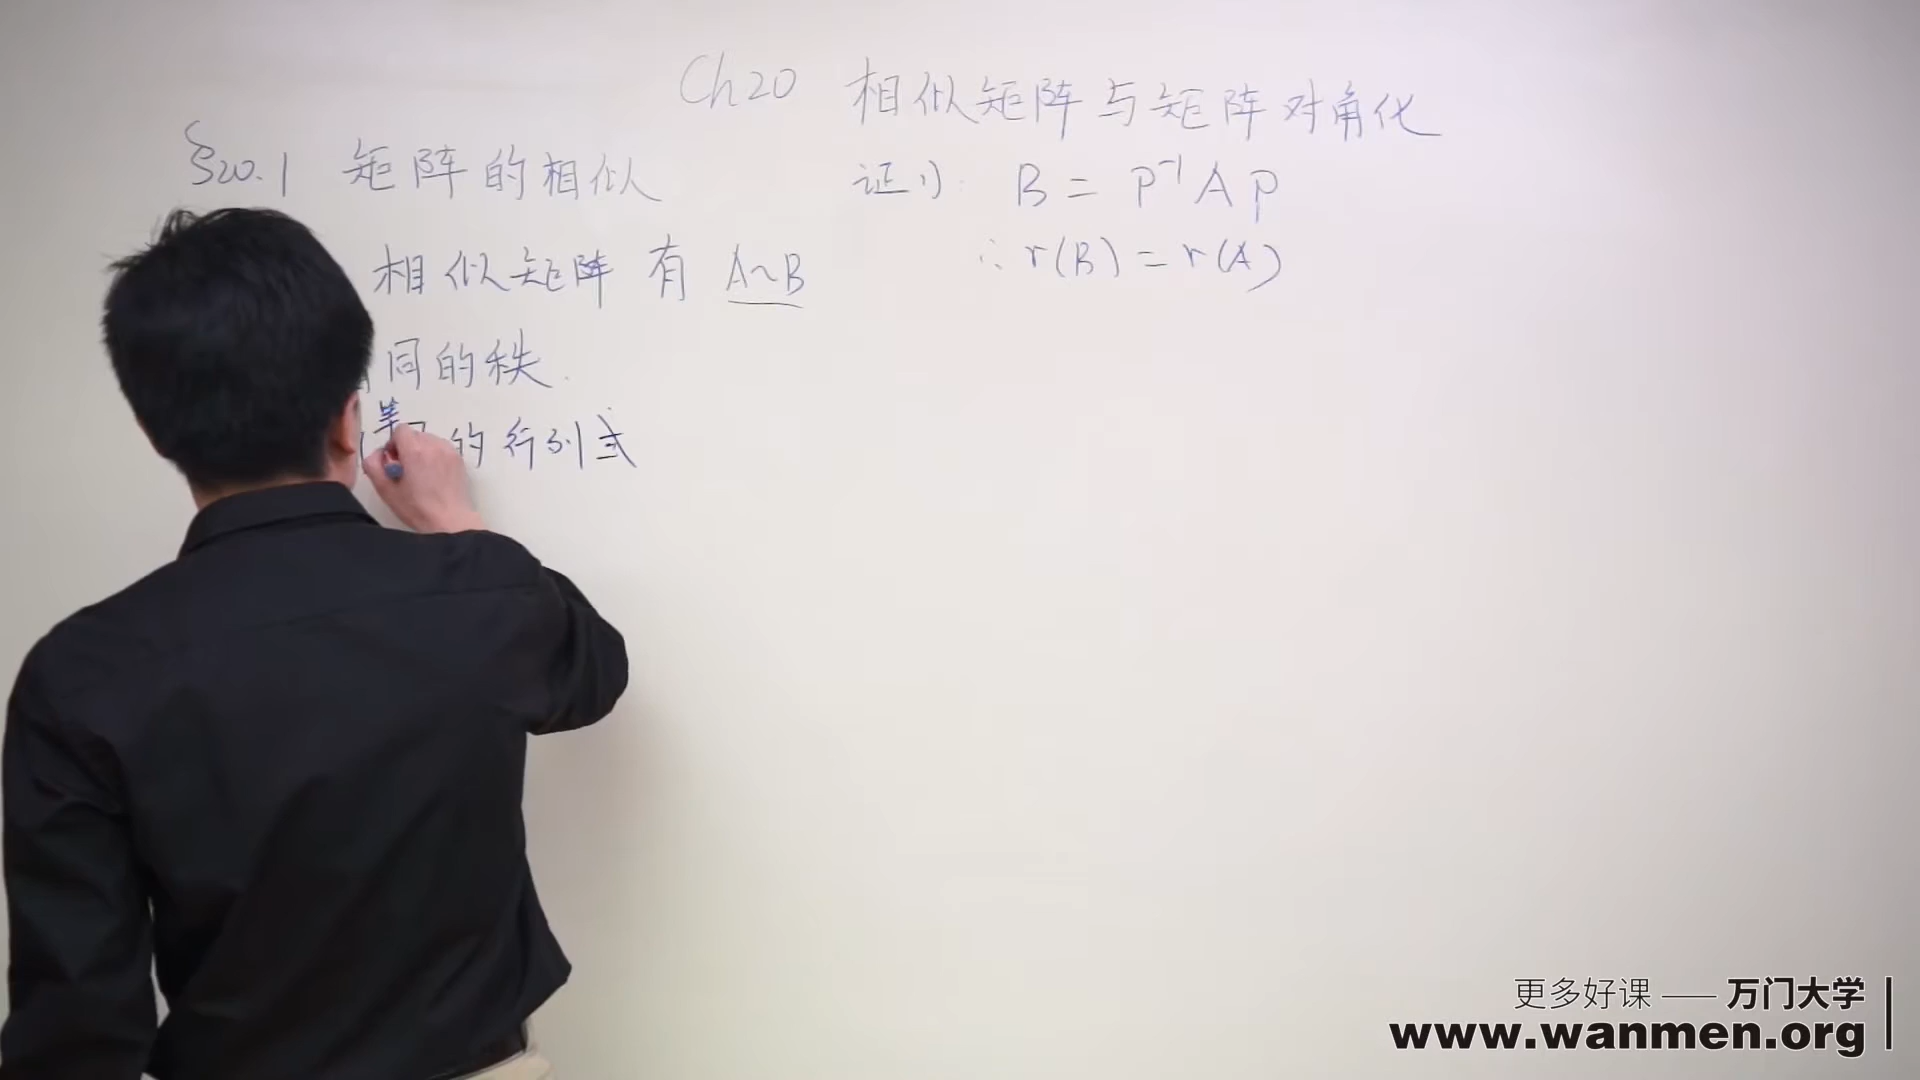 Ch20 相似矩阵与矩阵对角化
§20.1 矩阵的相似
相似矩阵 有 A~B
同的秩.
等
的行列式
证1): B = P⁻¹AP
∴ r(B) = r(A)
更多好课 —— 万门大学
www.wanmen.org